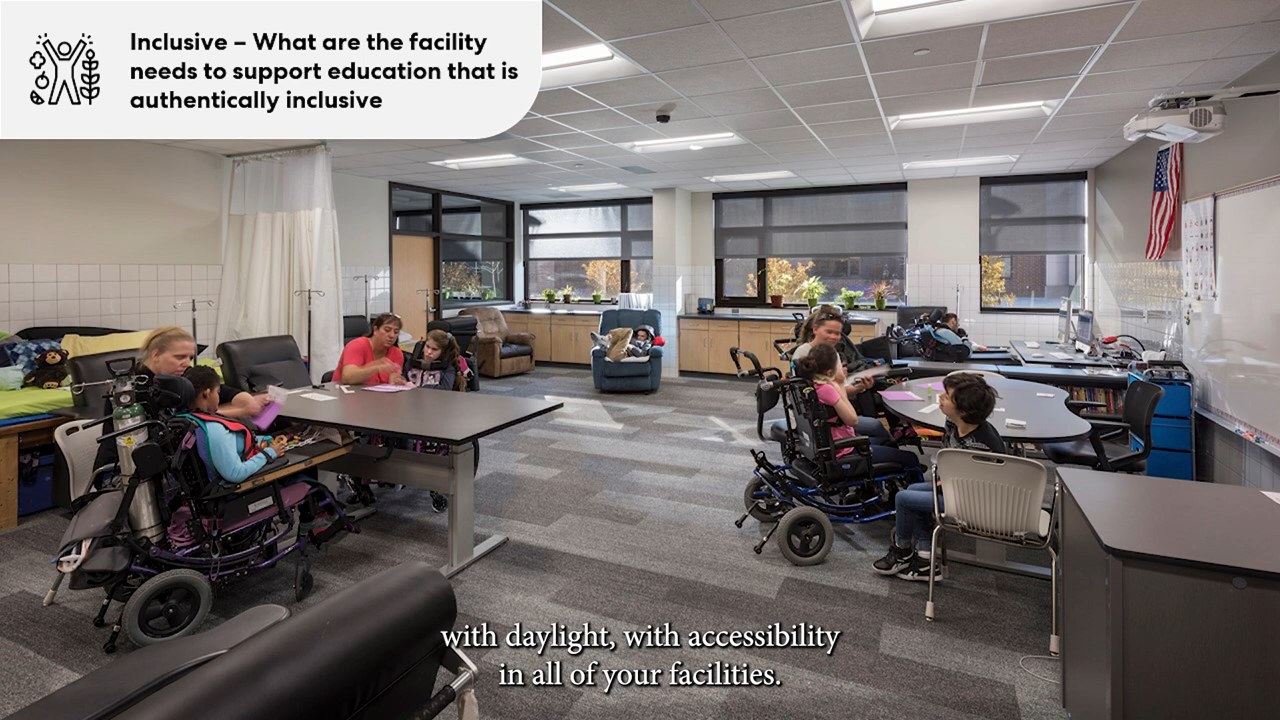 Inclusive – What are the facility
needs to support education that is
authentically inclusive
with daylight, with accessibility
in all of your facilities.